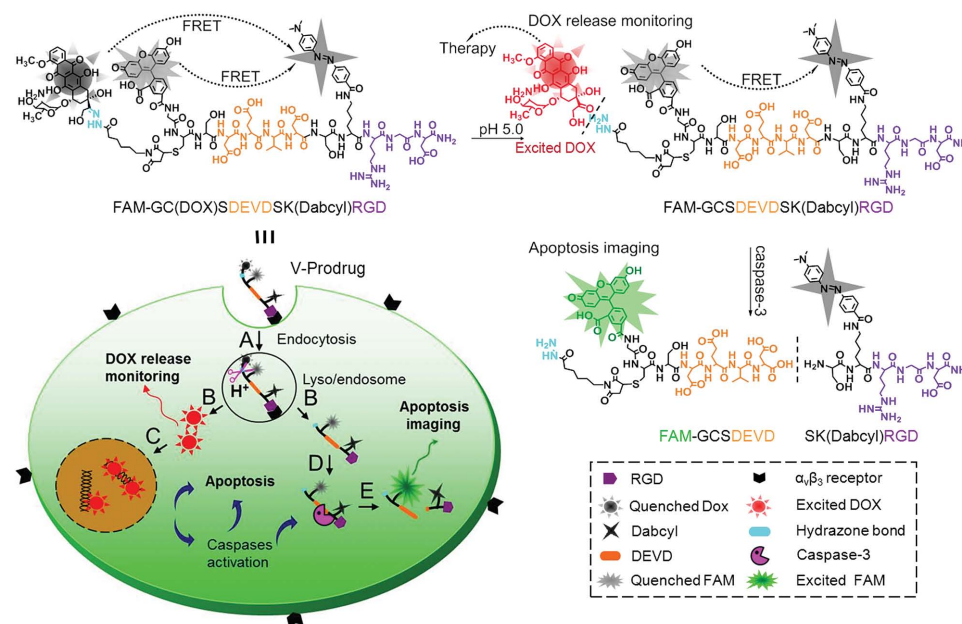 FRET
FRET
DOX release monitoring
Therapy
FRET
pH 5.0
Excited DOX
FAM-GC(DOX)SDEVDSK(Dabcyl)RGD
FAM-GCSDEVDSK(Dabcyl)RGD
III
V-Prodrug
A
Endocytosis
DOX release
monitoring
H⁺
Lyso/endosome
B
B
Apoptosis
imaging
C
D
E
Apoptosis
Caspases
activation
Apoptosis imaging
caspase-3
FAM-GCSDEVD
SK(Dabcyl)RGD
RGD
αᵥβ₃ receptor
Quenched Dox
Excited DOX
Dabcyl
Hydrazone bond
DEVD
Caspase-3
Quenched FAM
Excited FAM